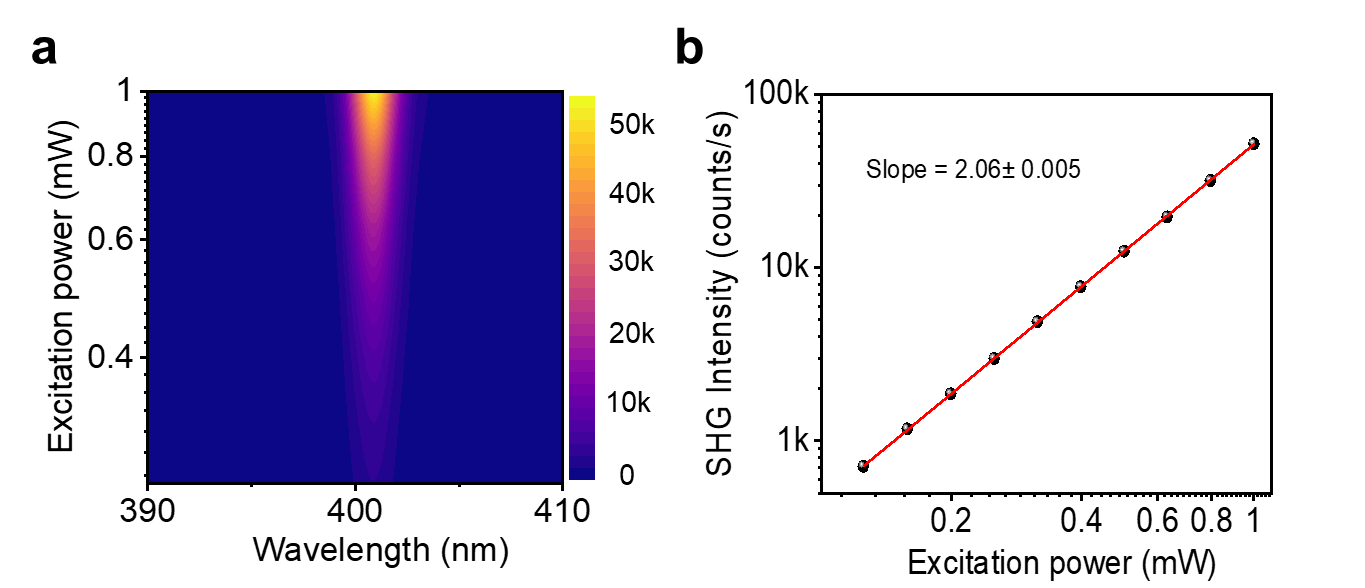 a
Excitation power (mW)
1
0.8
0.6
0.4
390
400
410
Wavelength (nm)
50k
40k
30k
20k
10k
0
b
SHG Intensity (counts/s)
100k
10k
1k
Slope = 2.06± 0.005
0.2
0.4
0.6
0.8
1
Excitation power (mW)